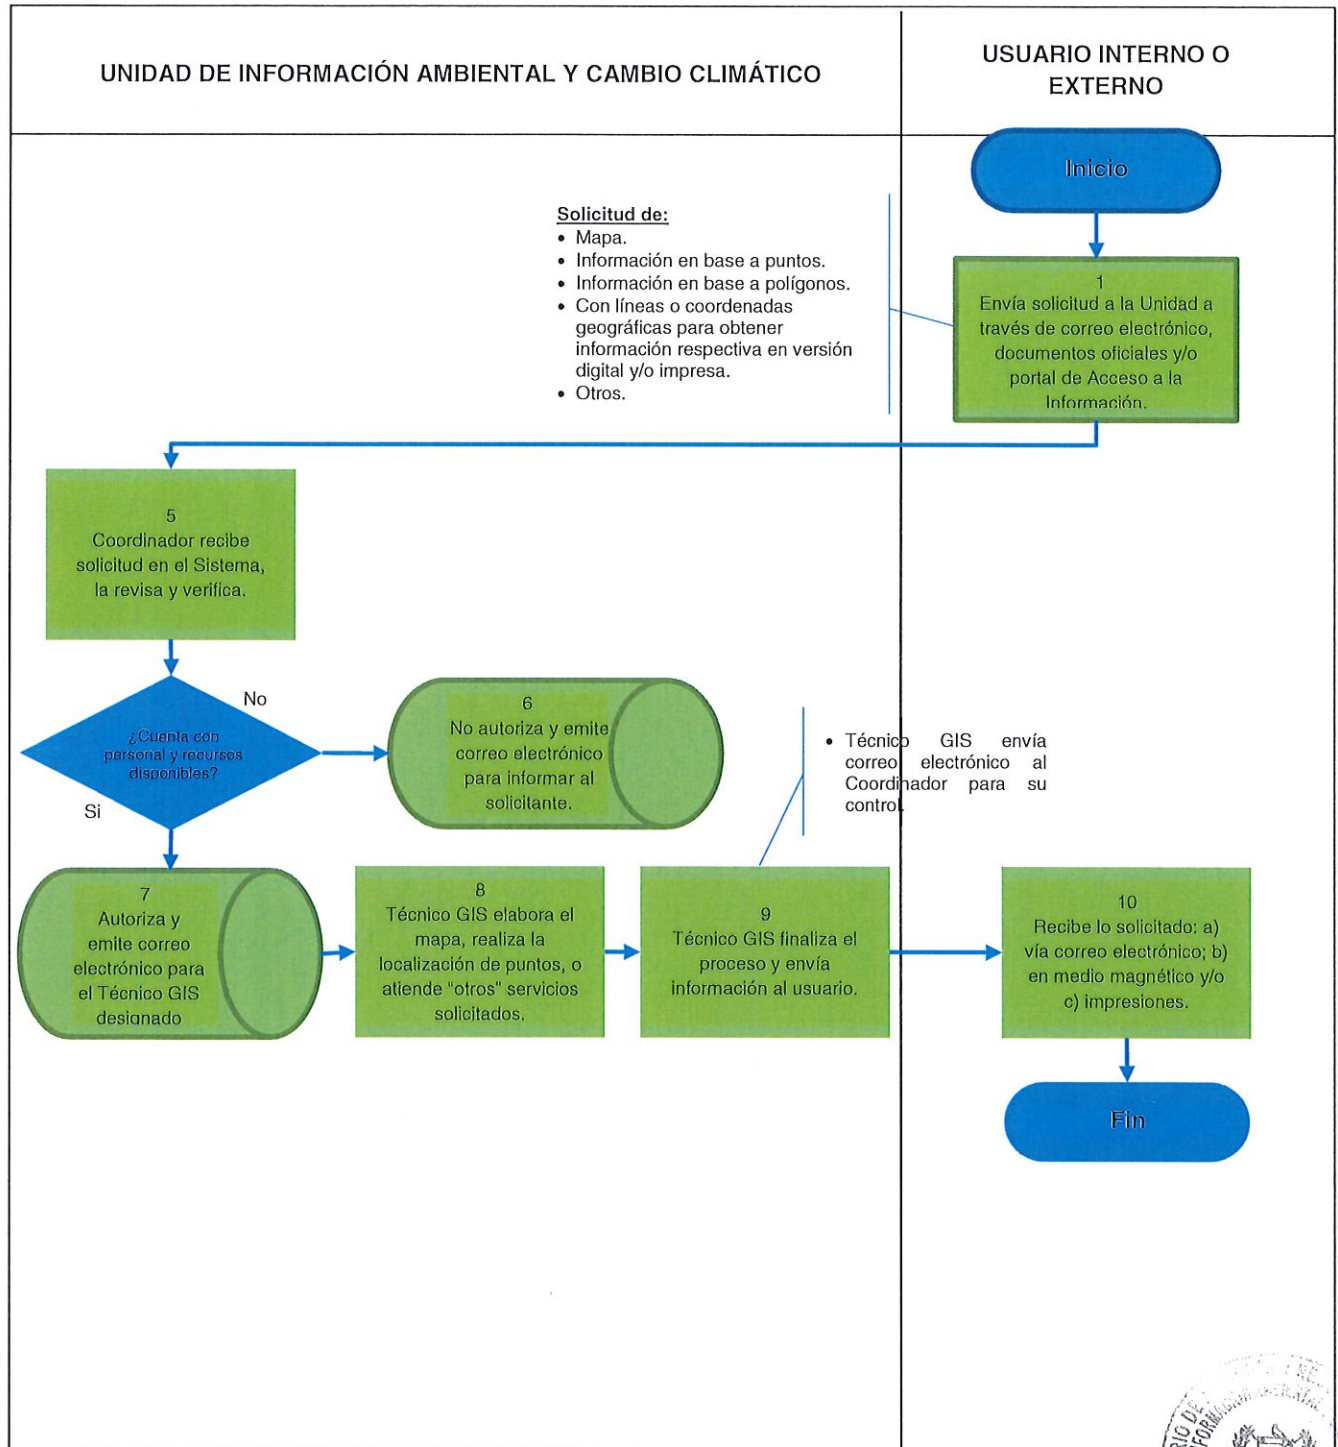 UNIDAD DE INFORMACIÓN AMBIENTAL Y CAMBIO CLIMÁTICO
USUARIO INTERNO O
EXTERNO
Inicio
Solicitud de:
• Mapa.
• Información en base a puntos.
• Información en base a polígonos.
• Con líneas o coordenadas
geográficas para obtener
información respectiva en versión
digital y/o impresa.
• Otros.
1
Envía solicitud a la Unidad a
través de correo electrónico,
documentos oficiales y/o
portal de Acceso a la
Información.
5
Coordinador recibe
solicitud en el Sistema,
la revisa y verifica.
¿Cuenta con
personal y recursos
disponibles?
No
Si
6
No autoriza y emite
correo electrónico
para informar al
solicitante.
• Técnico GIS envía
correo electrónico al
Coordinador para su
control.
7
Autoriza y
emite correo
electrónico para
el Técnico GIS
designado
8
Técnico GIS elabora el
mapa, realiza la
localización de puntos, o
atiende "otros" servicios
solicitados.
9
Técnico GIS finaliza el
proceso y envía
información al usuario.
10
Recibe lo solicitado: a)
vía correo electrónico; b)
en medio magnético y/o
c) impresiones.
Fin